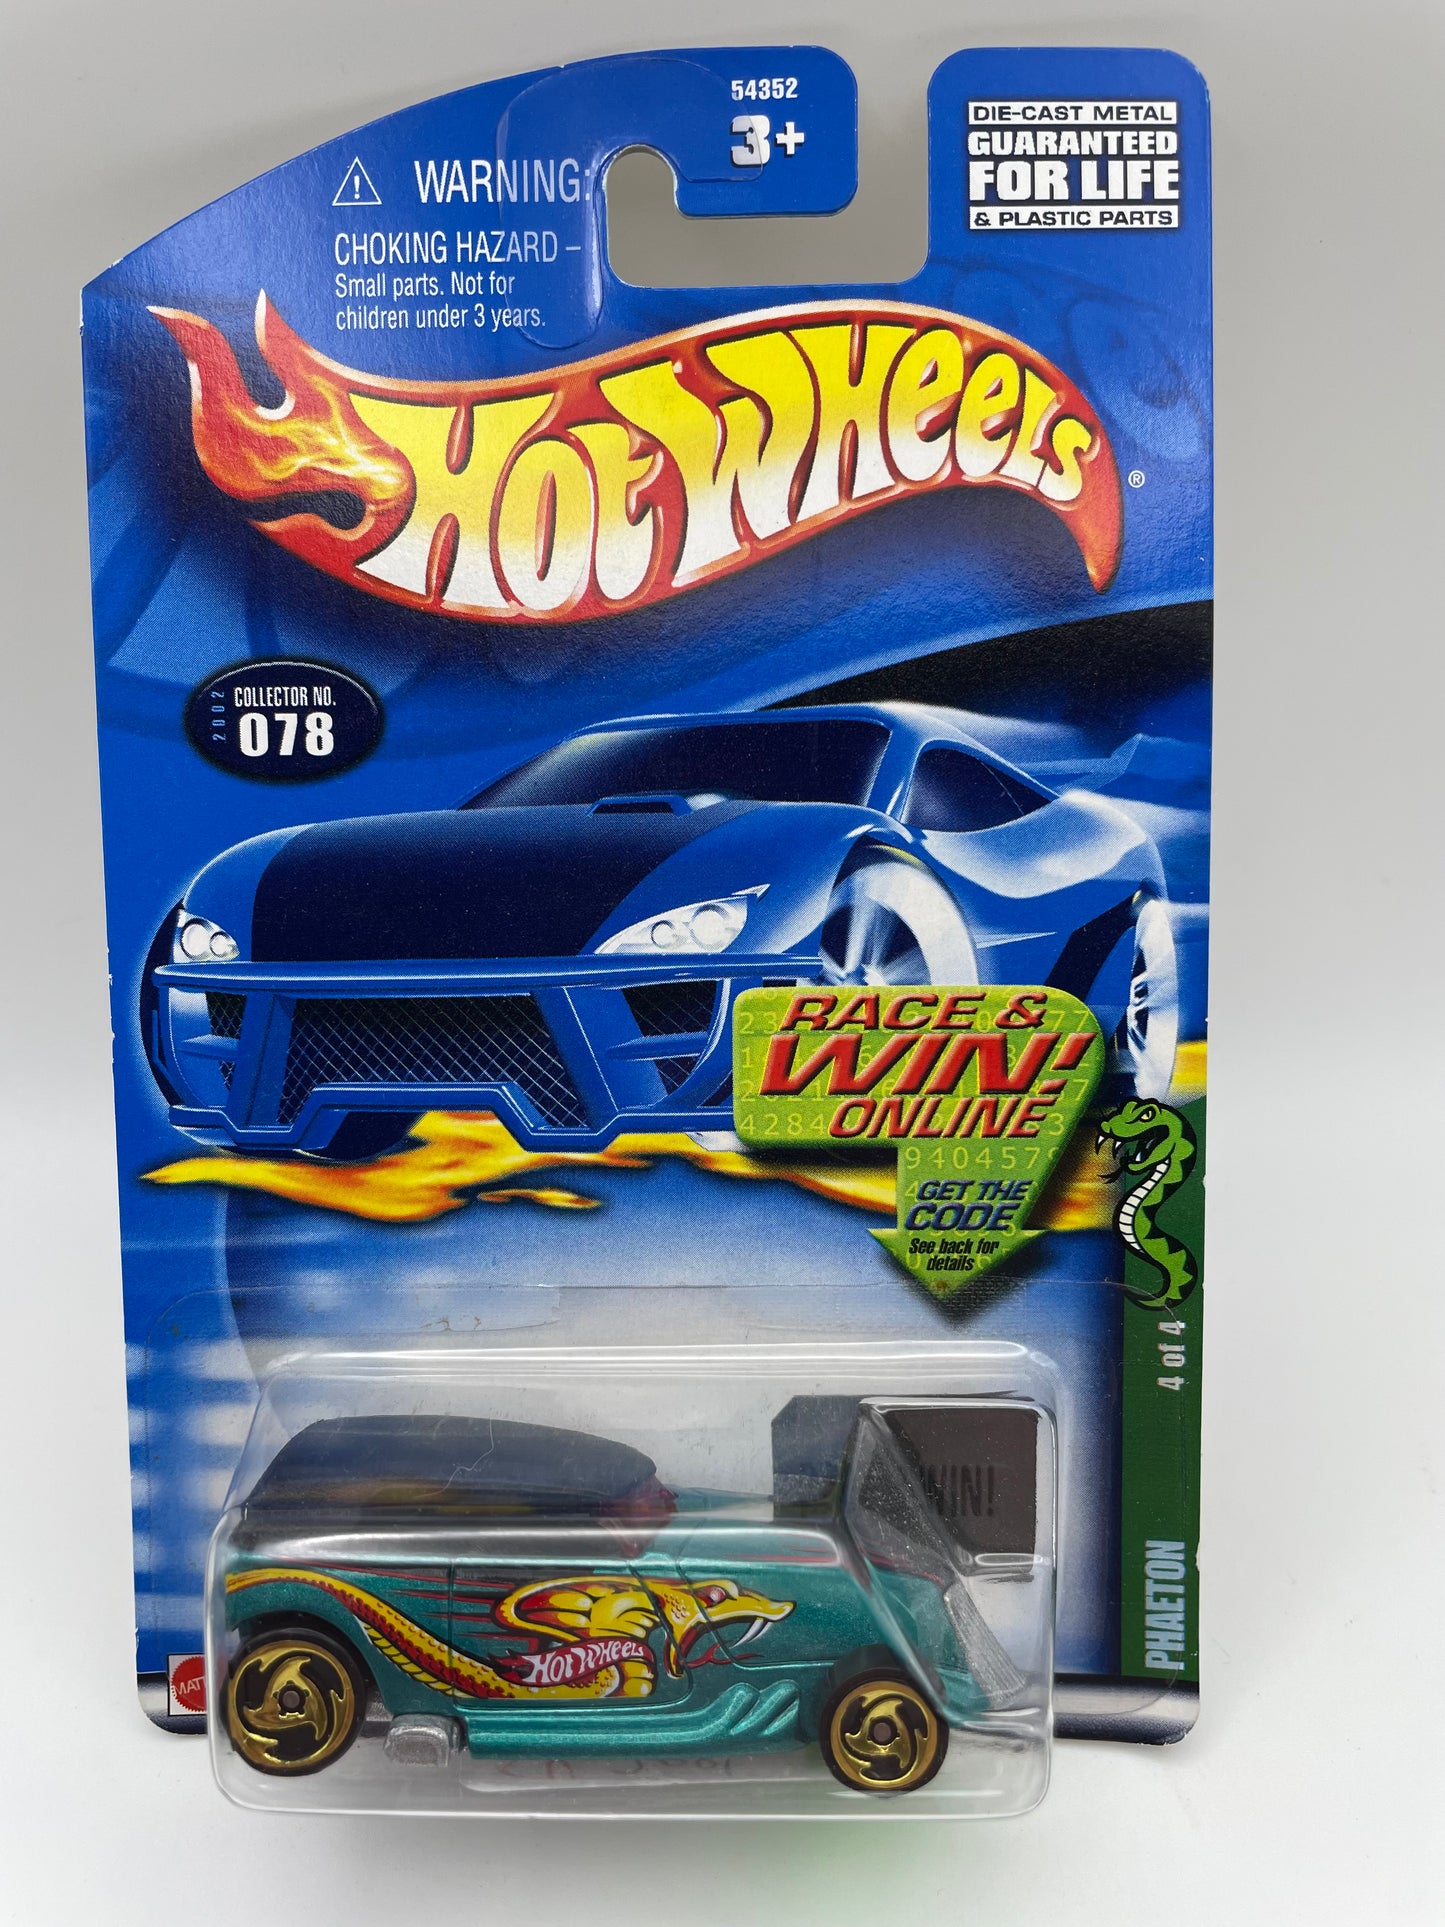 54352
3+
DIE-CAST METAL
GUARANTEED
FOR LIFE
& PLASTIC PARTS
WARNING:
CHOKING HAZARD –
Small parts. Not for
children under 3 years.
HOT WHEELS
®
2002
COLLECTOR NO.
078
RACE &
WIN!
ONLINE
GET THE
CODE
See back for
details
4 of 4
PHAETON
WIN!
HOT WHEELS